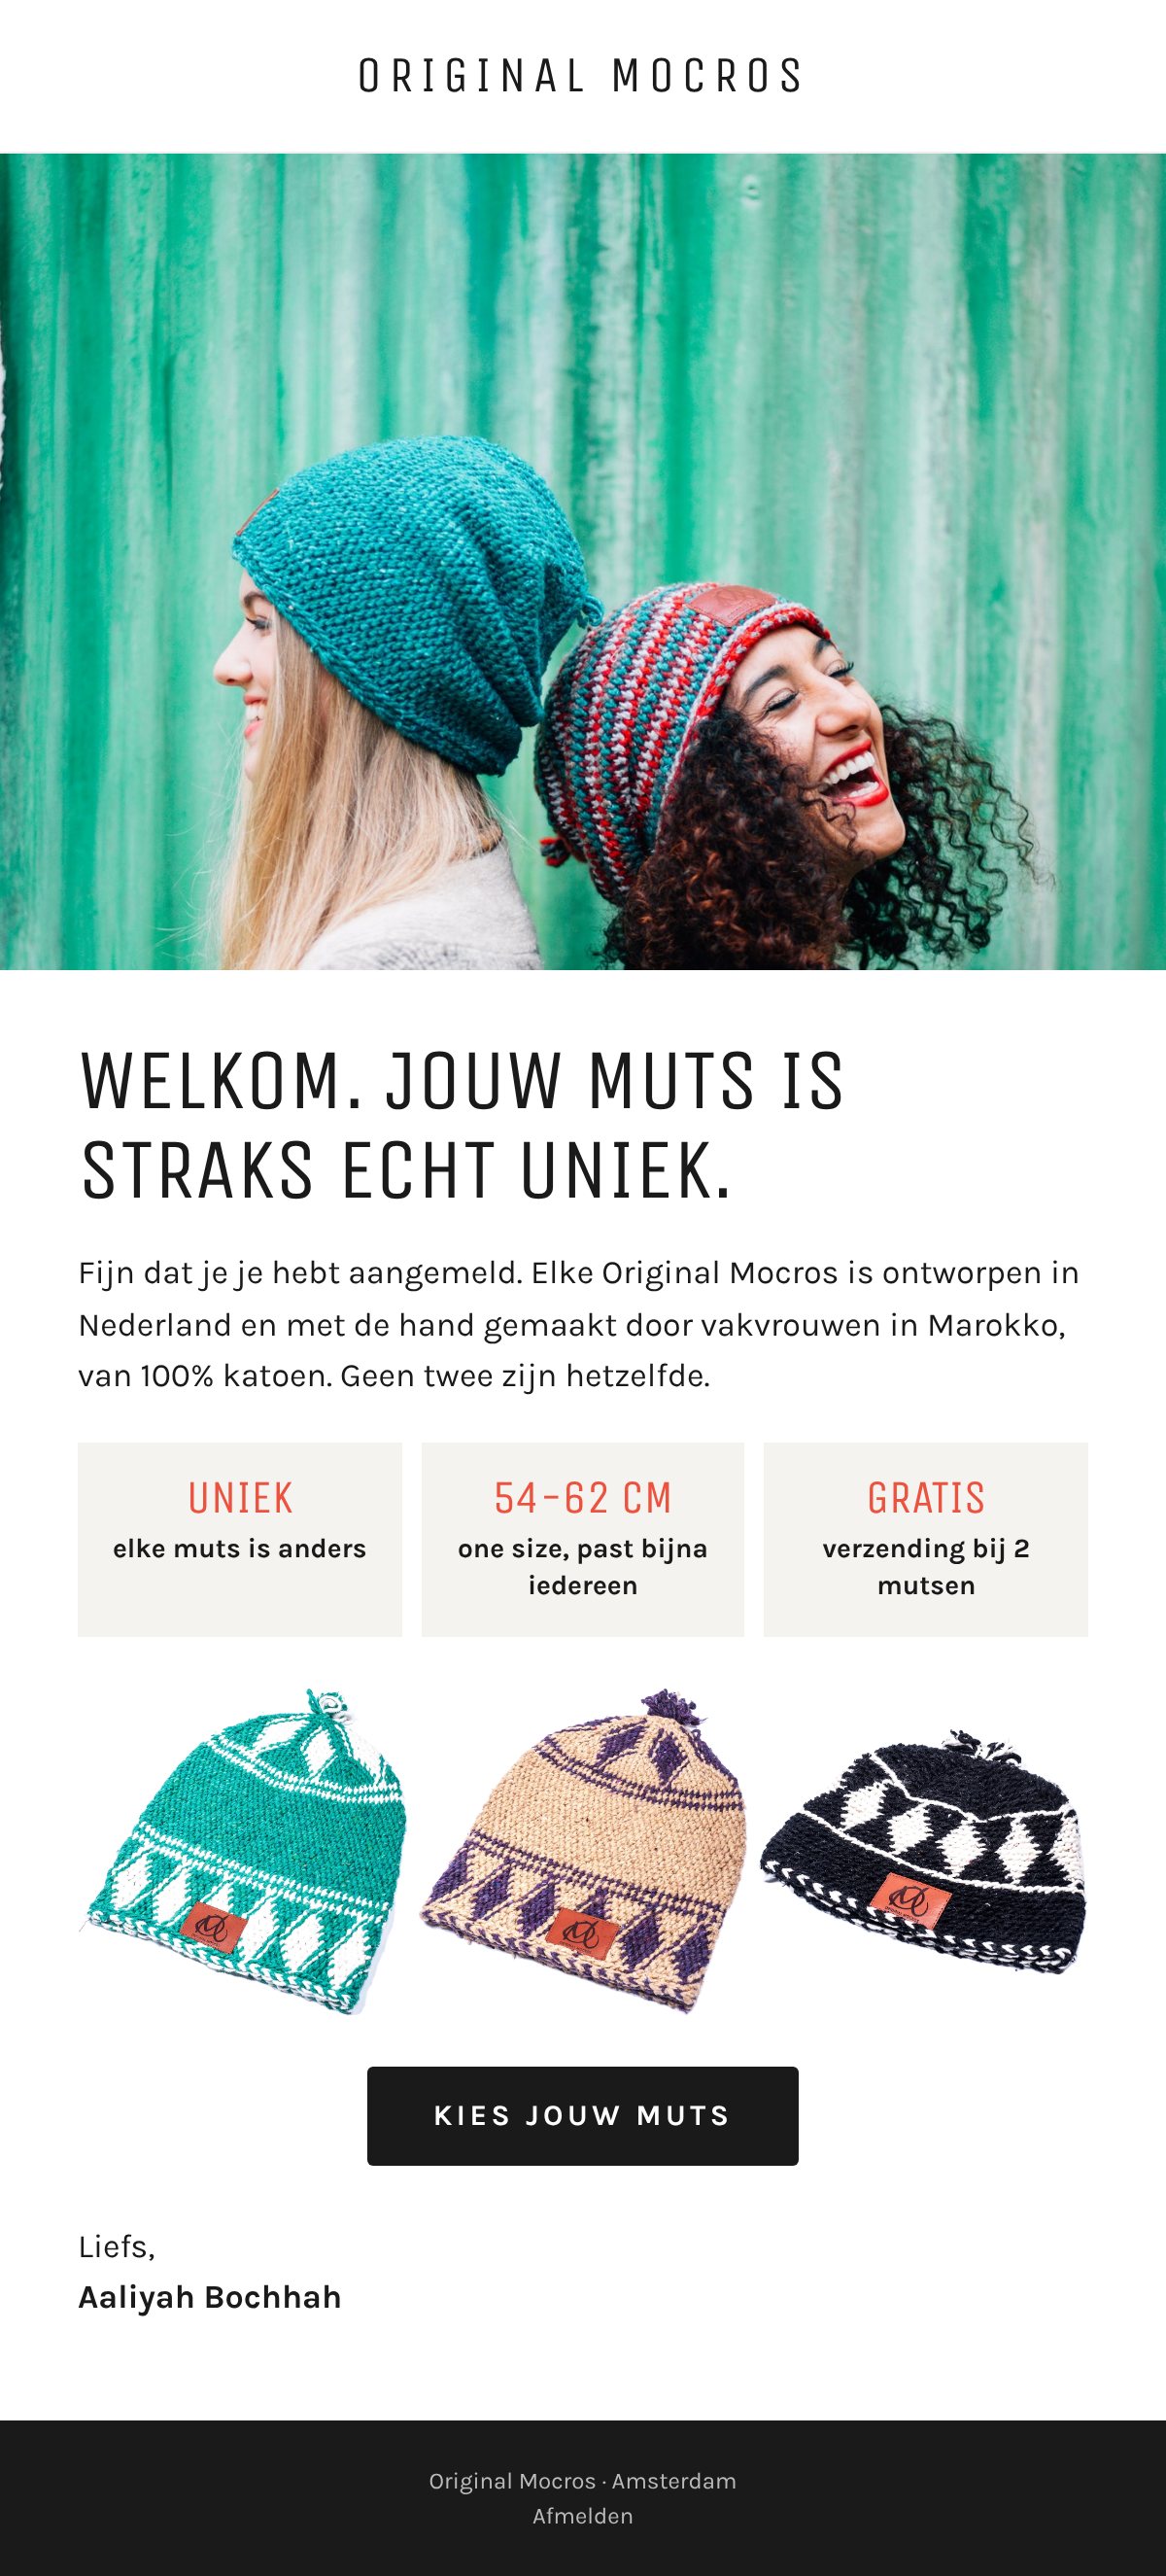 ORIGINAL MOCROS
WELKOM. JOUW MUTS IS
STRAKS ECHT UNIEK.
Fijn dat je je hebt aangemeld. Elke Original Mocros is ontworpen in
Nederland en met de hand gemaakt door vakvrouwen in Marokko,
van 100% katoen. Geen twee zijn hetzelfde.
UNIEK
elke muts is anders
54–62 CM
one size, past bijna
iedereen
GRATIS
verzending bij 2
mutsen
KIES JOUW MUTS
Liefs,
Aaliyah Bochhah
Original Mocros · Amsterdam
Afmelden